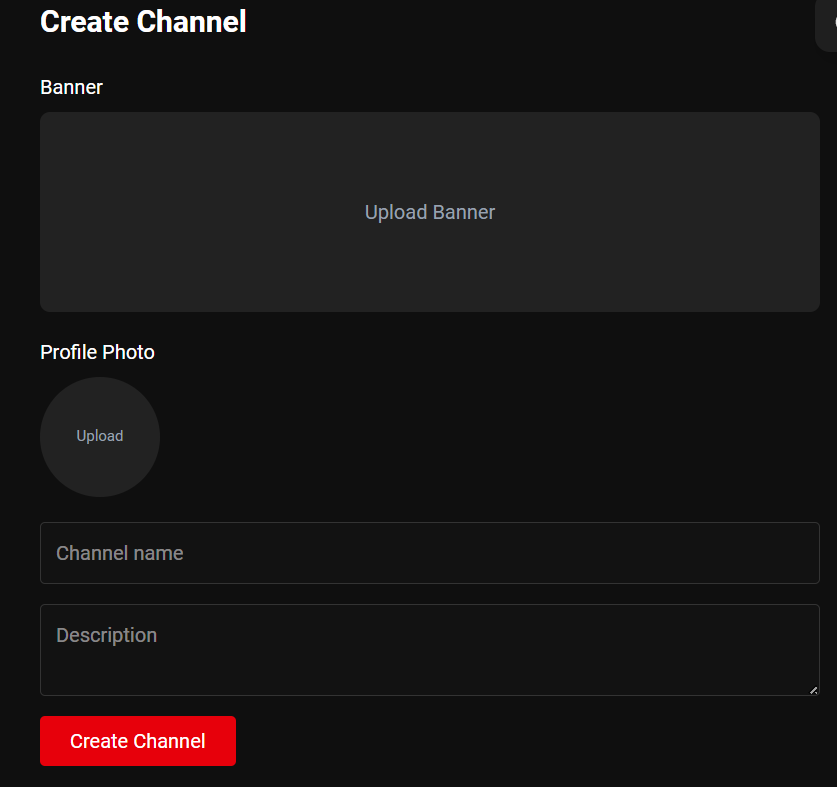 Create Channel
Banner
Upload Banner
Profile Photo
Upload
Channel name
Description
Create Channel